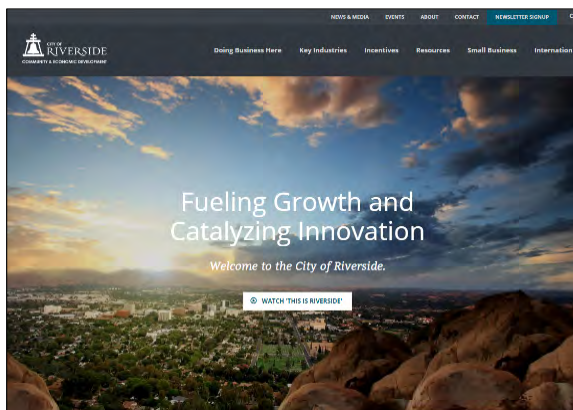 NEWS & MEDIA EVENTS ABOUT CONTACT NEWSLETTER SIGNUP
CITY OF
RIVERSIDE
COMMUNITY & ECONOMIC DEVELOPMENT
Doing Business Here Key Industries Incentives Resources Small Business Internation
Fueling Growth and
Catalyzing Innovation
Welcome to the City of Riverside.
WATCH 'THIS IS RIVERSIDE'